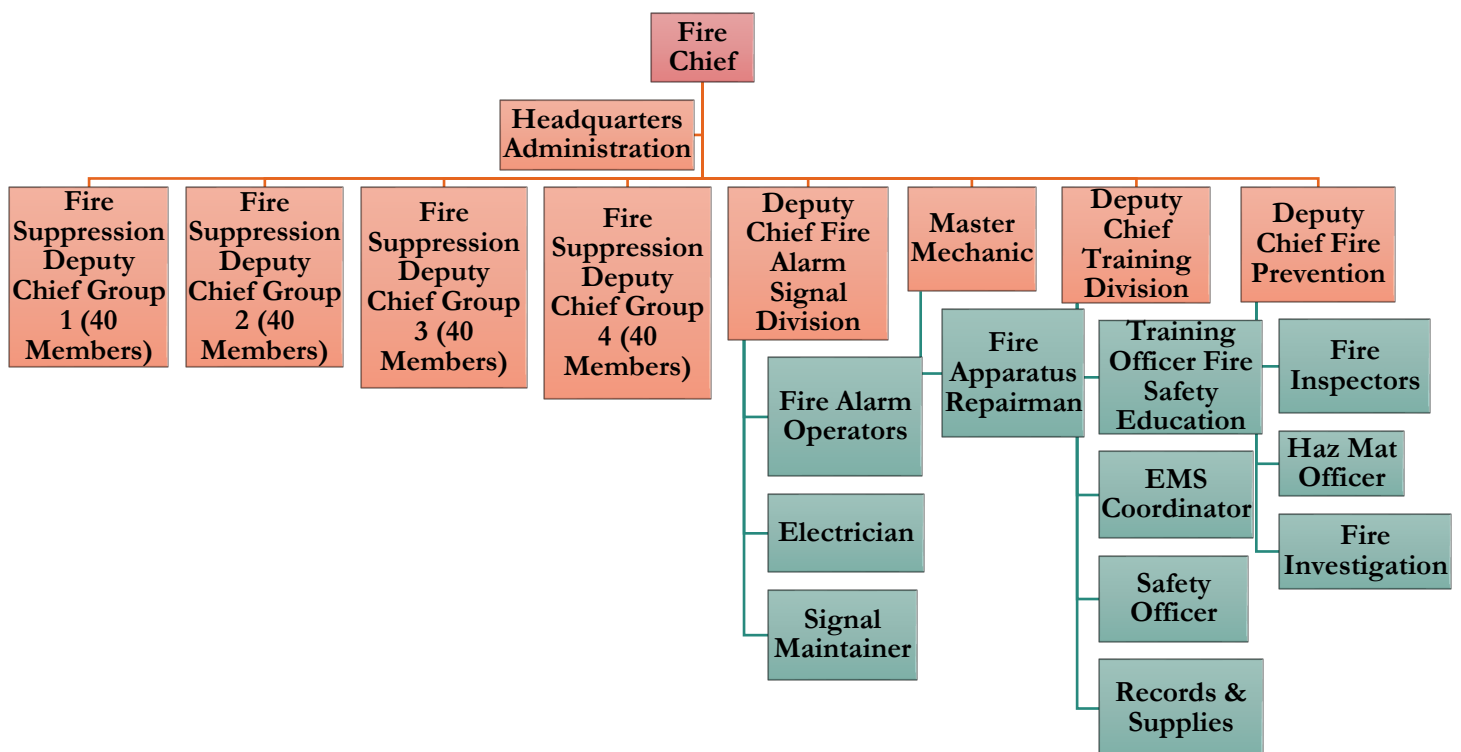 Fire
Chief
Headquarters
Administration
Fire
Suppression
Deputy
Chief Group
1 (40
Members)
Fire
Suppression
Deputy
Chief Group
2 (40
Members)
Fire
Suppression
Deputy
Chief Group
3 (40
Members)
Fire
Suppression
Deputy
Chief Group
4 (40
Members)
Deputy
Chief Fire
Alarm
Signal
Division
Master
Mechanic
Deputy
Chief
Training
Division
Deputy
Chief Fire
Prevention
Fire Alarm
Operators
Electrician
Signal
Maintainer
Fire
Apparatus
Repairman
Training
Officer Fire
Safety
Education
EMS
Coordinator
Safety
Officer
Records &
Supplies
Fire
Inspectors
Haz Mat
Officer
Fire
Investigation